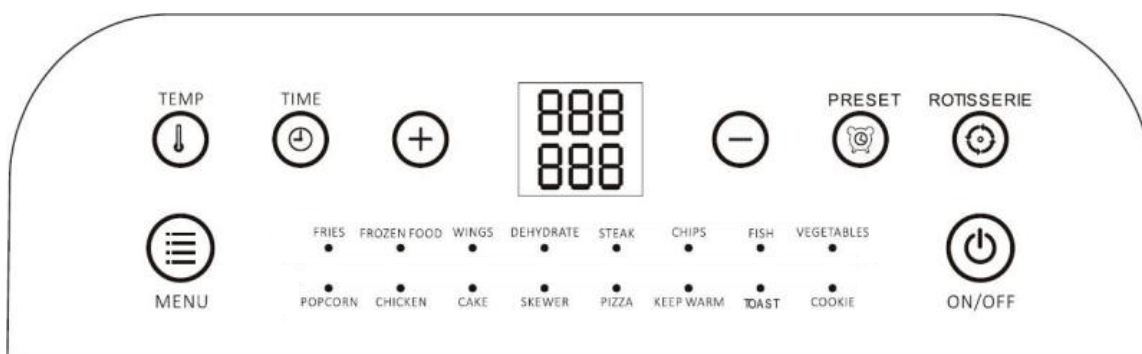 TEMP TIME PRESET ROTISSERIE
888
888
FRIES FROZEN FOOD WINGS DEHYDRATE STEAK CHIPS FISH VEGETABLES
POPCORN CHICKEN CAKE SKEWER PIZZA KEEP WARM TOAST COOKIE
MENU ON/OFF